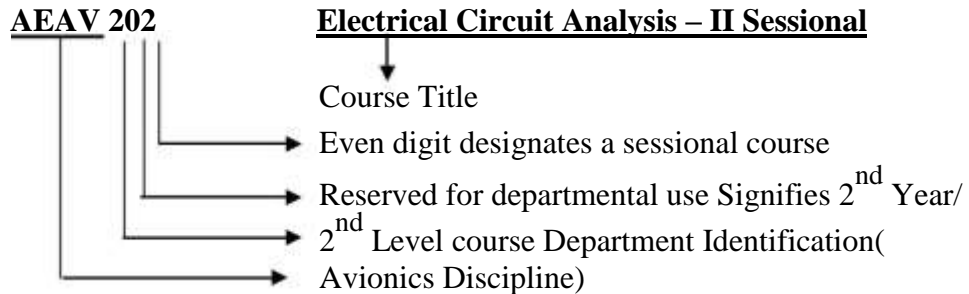 AEAV 202 Electrical Circuit Analysis – II Sessional
Course Title
Even digit designates a sessional course
Reserved for departmental use Signifies 2nd Year/
2nd Level course Department Identification(
Avionics Discipline)